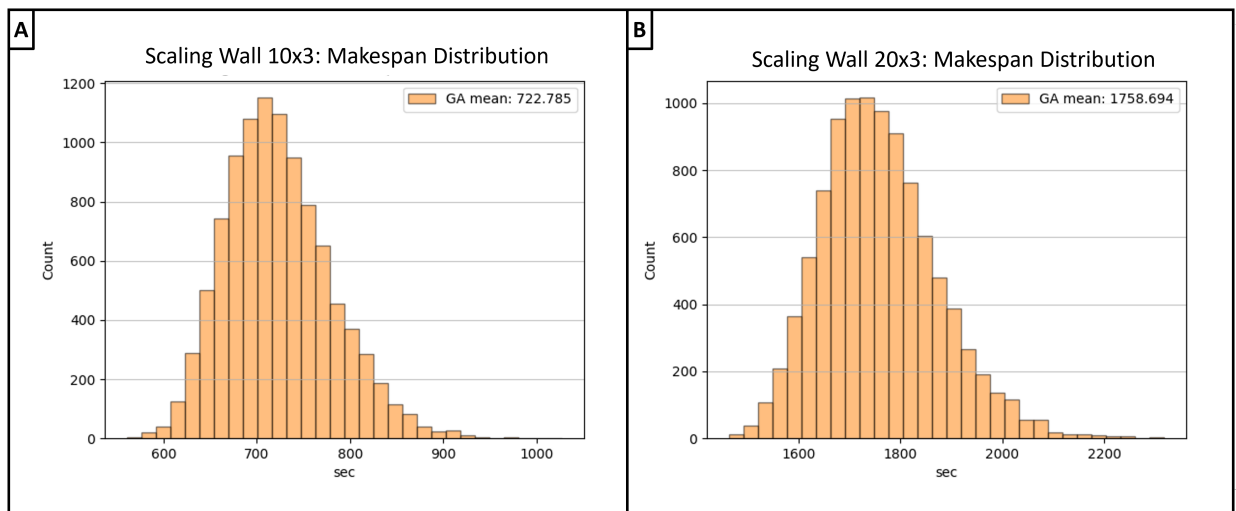 A
Scaling Wall 10x3: Makespan Distribution
GA mean: 722.785
1200
1000
800
600
400
200
0
Count
600 700 800 900 1000
sec
B
Scaling Wall 20x3: Makespan Distribution
GA mean: 1758.694
1000
800
600
400
200
0
Count
1600 1800 2000 2200
sec